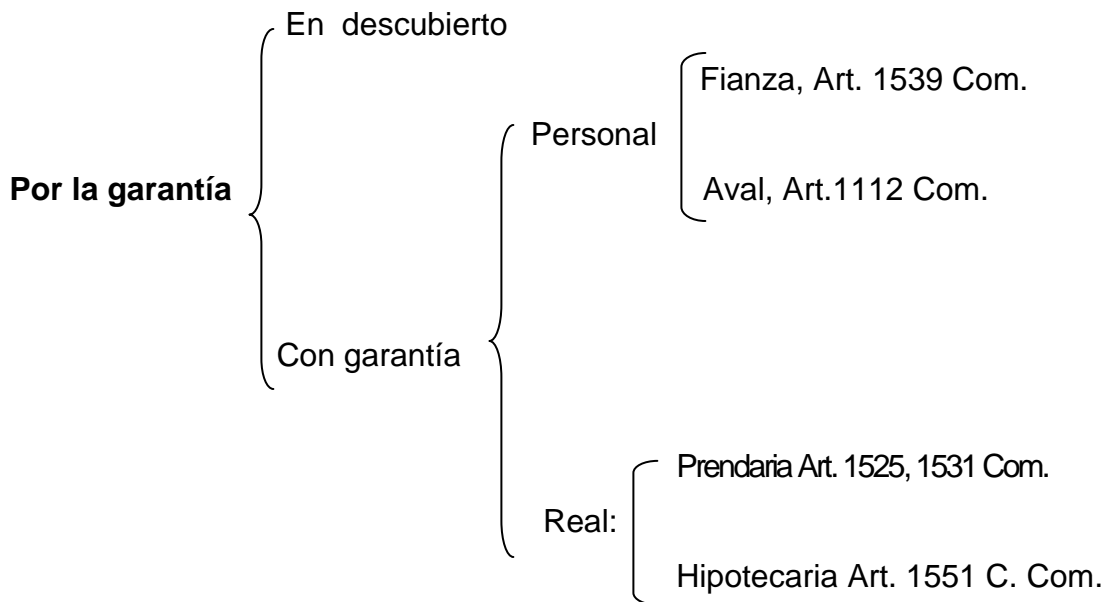 En descubierto
Fianza, Art. 1539 Com.
Personal
Por la garantía
Aval, Art.1112 Com.
Con garantía
Prendaria Art. 1525, 1531 Com.
Real:
Hipotecaria Art. 1551 C. Com.